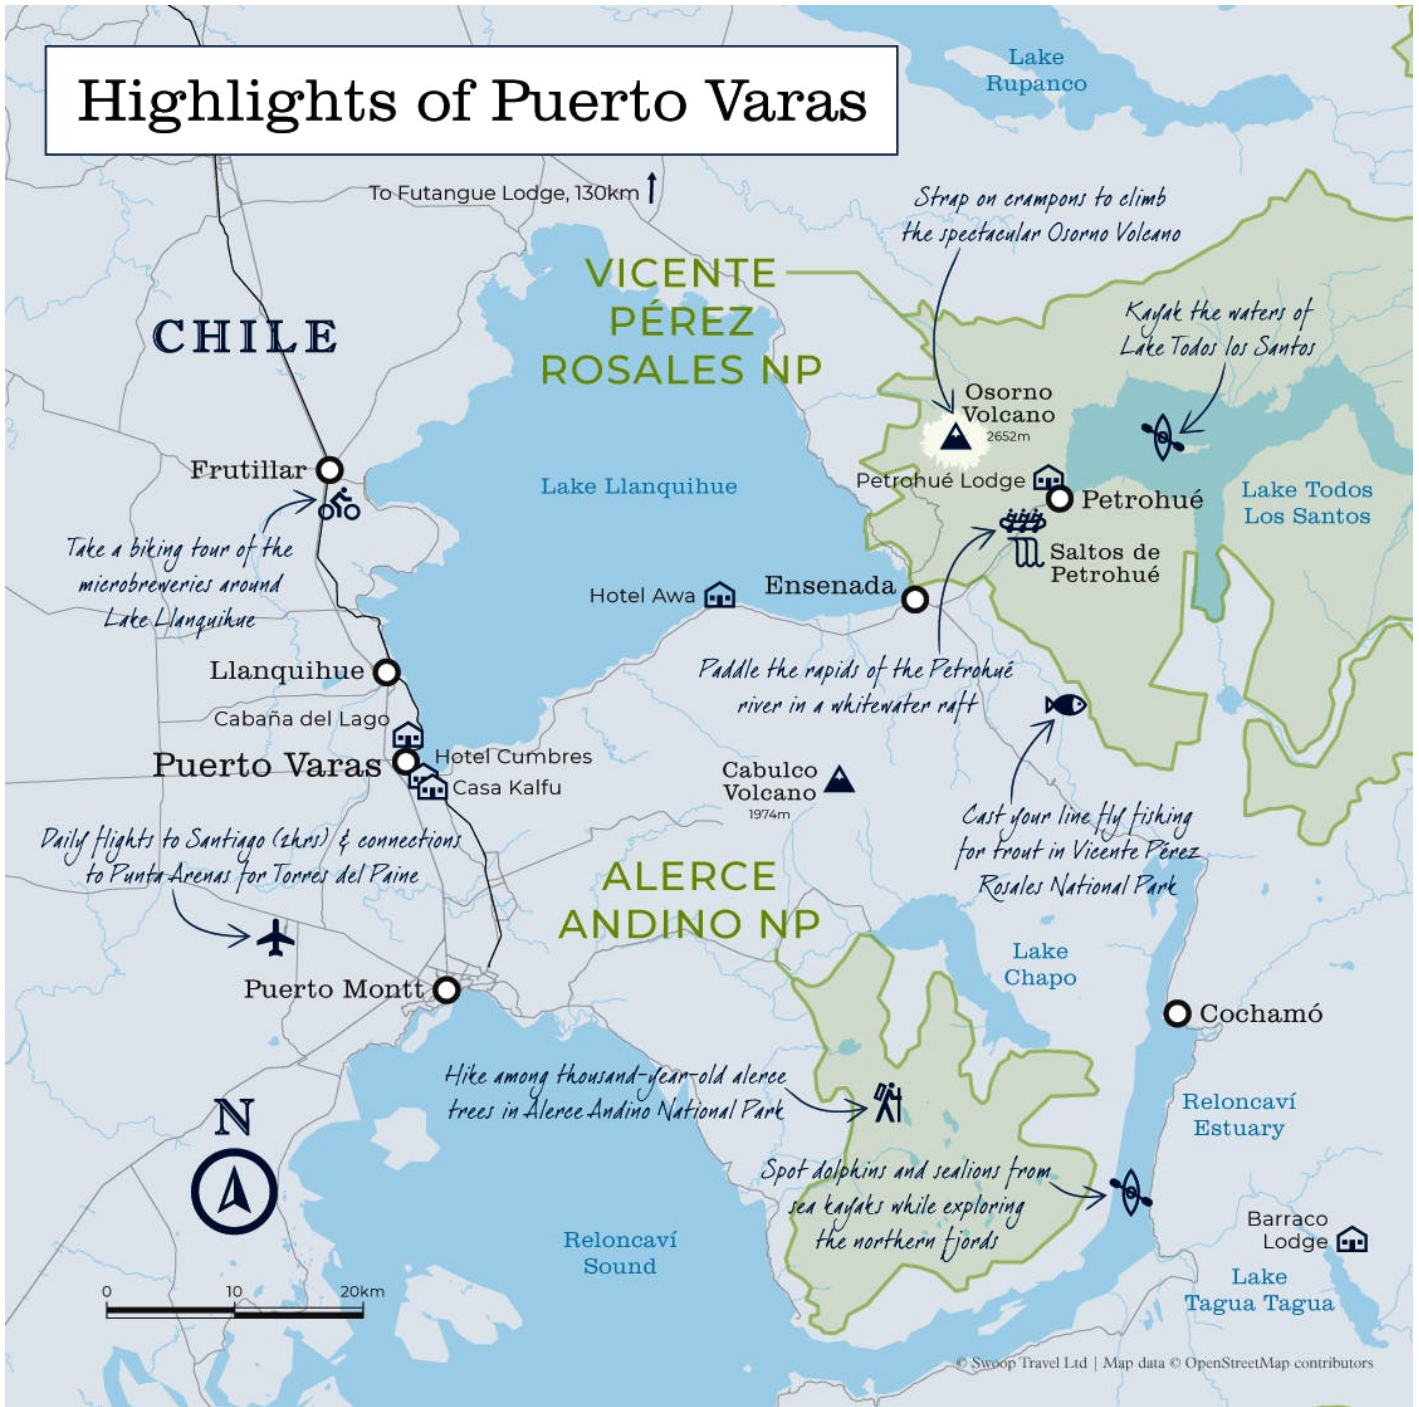 Highlights of Puerto Varas
Lake
Rupanco
To Futangue Lodge, 130km
Strap on crampons to climb
the spectacular Osorno Volcano
VICENTE
PÉREZ
ROSALES NP
CHILE
Kayak the waters of
Lake Todos los Santos
Osorno
Volcano
2652m
Frutillar
Lake Llanquihue
Petrohué Lodge
Petrohué
Lake Todos
Los Santos
Take a biking tour of the
microbreweries around
Lake Llanquihue
Saltos de
Petrohué
Hotel Awa
Ensenada
Llanquihue
Paddle the rapids of the Petrohué
river in a whitewater raft
Cabaña del Lago
Puerto Varas
Hotel Cumbres
Casa Kalfu
Cabulco
Volcano
1974m
Cast your line fly fishing
for trout in Vicente Pérez
Rosales National Park
Daily flights to Santiago (2hrs) & connections
to Punta Arenas for Torres del Paine
ALERCE
ANDINO NP
Lake
Chapo
Puerto Montt
Cochamó
Hike among thousand-year-old alerce
trees in Alerce Andino National Park
Reloncaví
Estuary
N
Spot dolphins and sealions from
sea kayaks while exploring
the northern fjords
Barraco
Lodge
Reloncaví
Sound
Lake
Tagua Tagua
0 10 20km
© Swoop Travel Ltd | Map data © OpenStreetMap contributors